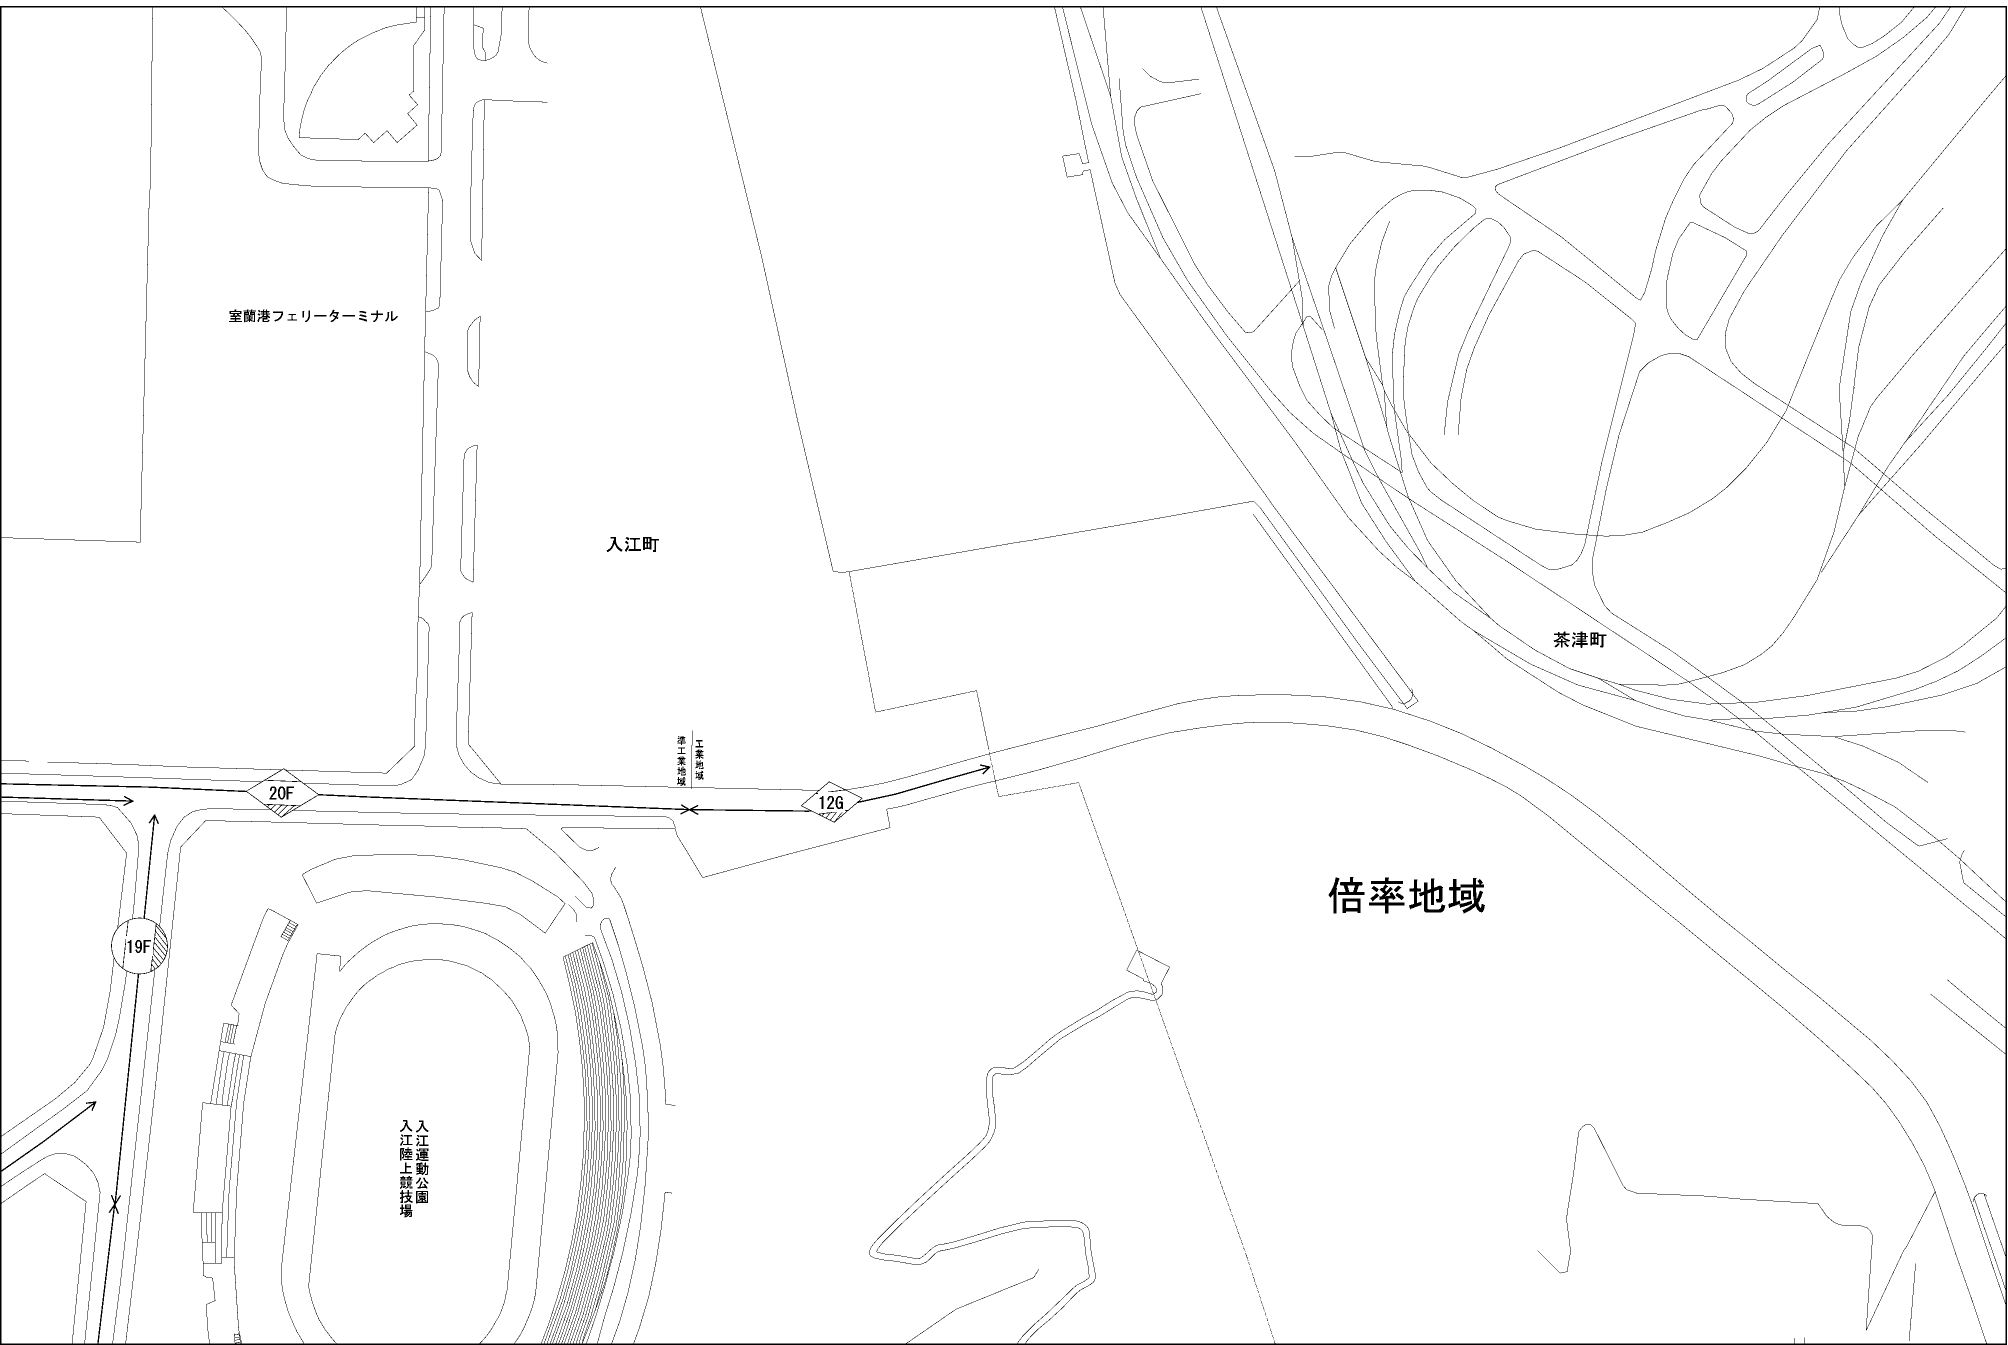 室蘭港フェリーターミナル
入江町
茶津町
工業地域
準工業地域
20F
12G
倍率地域
19F
入江運動公園
入江陸上競技場